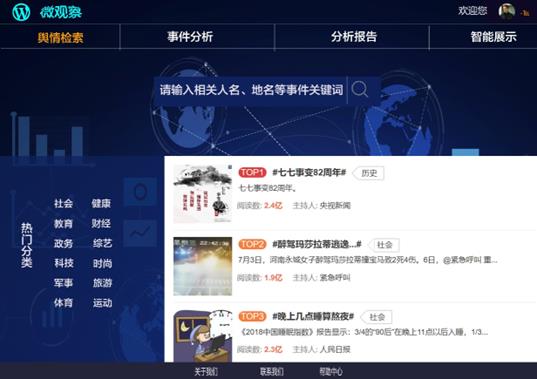 微观察
欢迎您
舆情检索 事件分析 分析报告 智能展示
请输入相关人名、地名等事件关键词
热门分类
社会 健康
教育 财经
政务 综艺
科技 时尚
军事 旅游
体育 运动
TOP1 #七七事变82周年# 历史
七七事变82周年。
阅读数: 2.4亿 主持人: 央视新闻
TOP2 #醉驾玛莎拉蒂逃逸...# 社会
7月3日，河南永城女子醉驾玛莎拉蒂撞宝马致2死4伤。6日，@紧急呼叫 重...
阅读数: 1.9亿 主持人: 紧急呼叫
TOP3 #晚上几点睡算熬夜# 社会
《2018中国睡眠指数》报告显示：3/4的“90后”在晚上11点以后入睡，1/3...
阅读数: 2.3亿 主持人: 人民日报
关于我们 联系我们 帮助中心